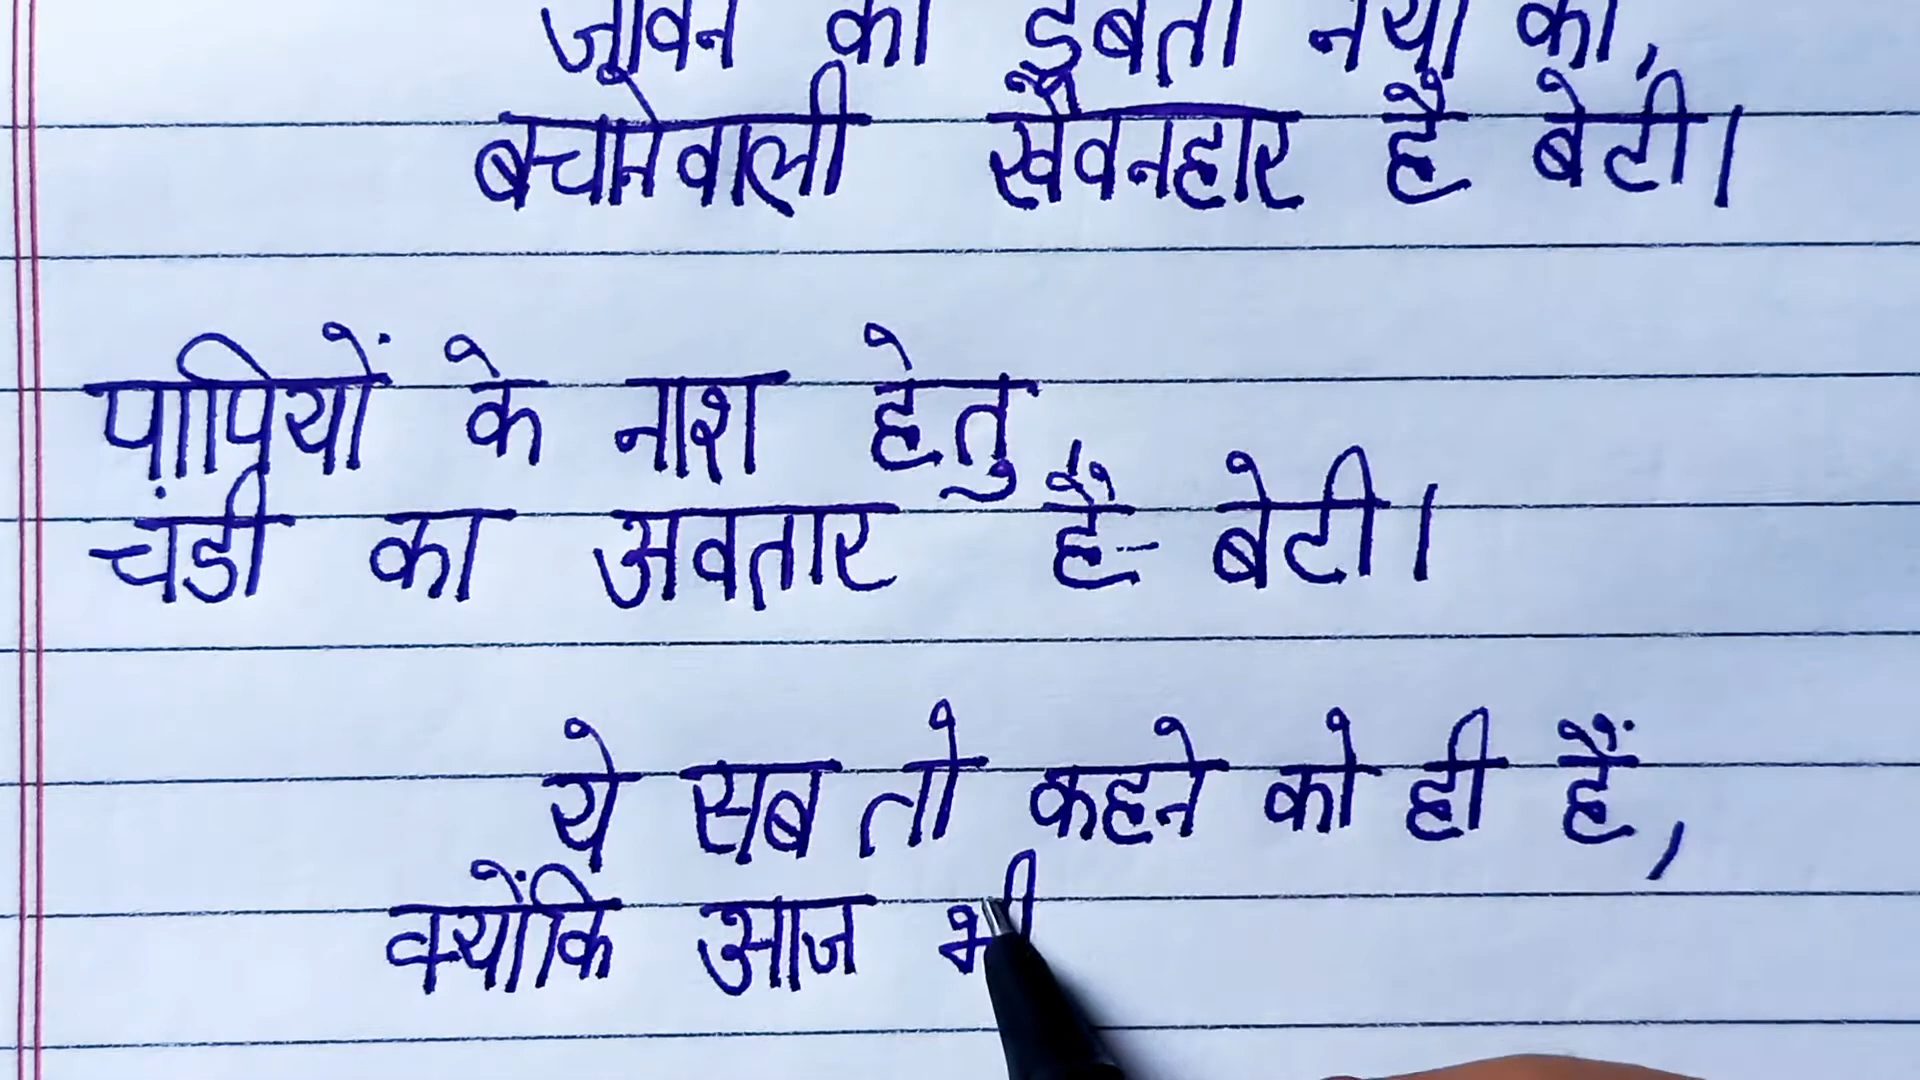 जीवन की डूबती नैया को,
बचानेवाली खेवनहार है बेटी।
पापियों के नाश हेतु,
चंडी का अवतार है बेटी।
ये सब तो कहने को ही हैं,
क्योंकि आज भी